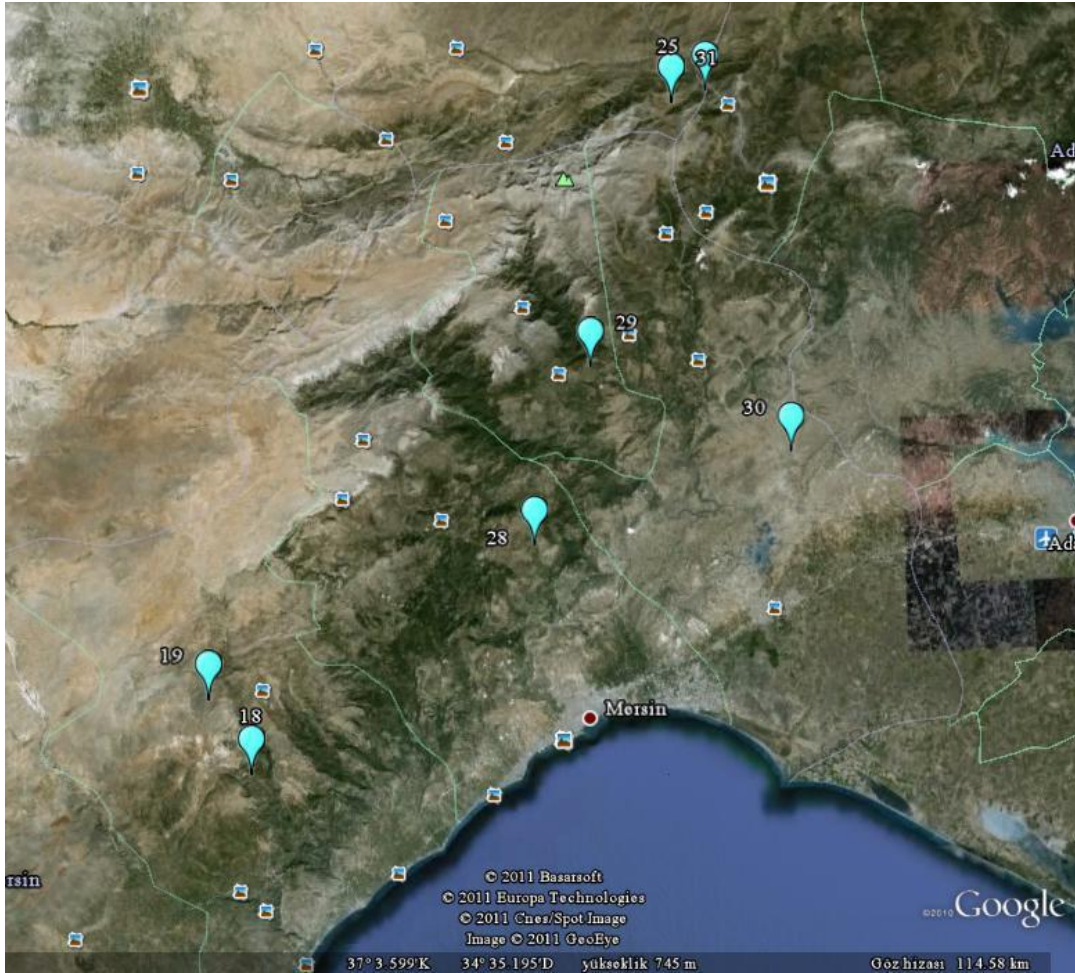 25
31
Ad
29
30
28
Ada
19
18
Mersin
rsin
© 2011 Basarsoft
© 2011 Europa Technologies
© 2011 Cnes/Spot Image
Image © 2011 GeoEye
©2010 Google
37° 3.599'K 34° 35.195'D yükseklik 745 m Göz hizası 114.58 km